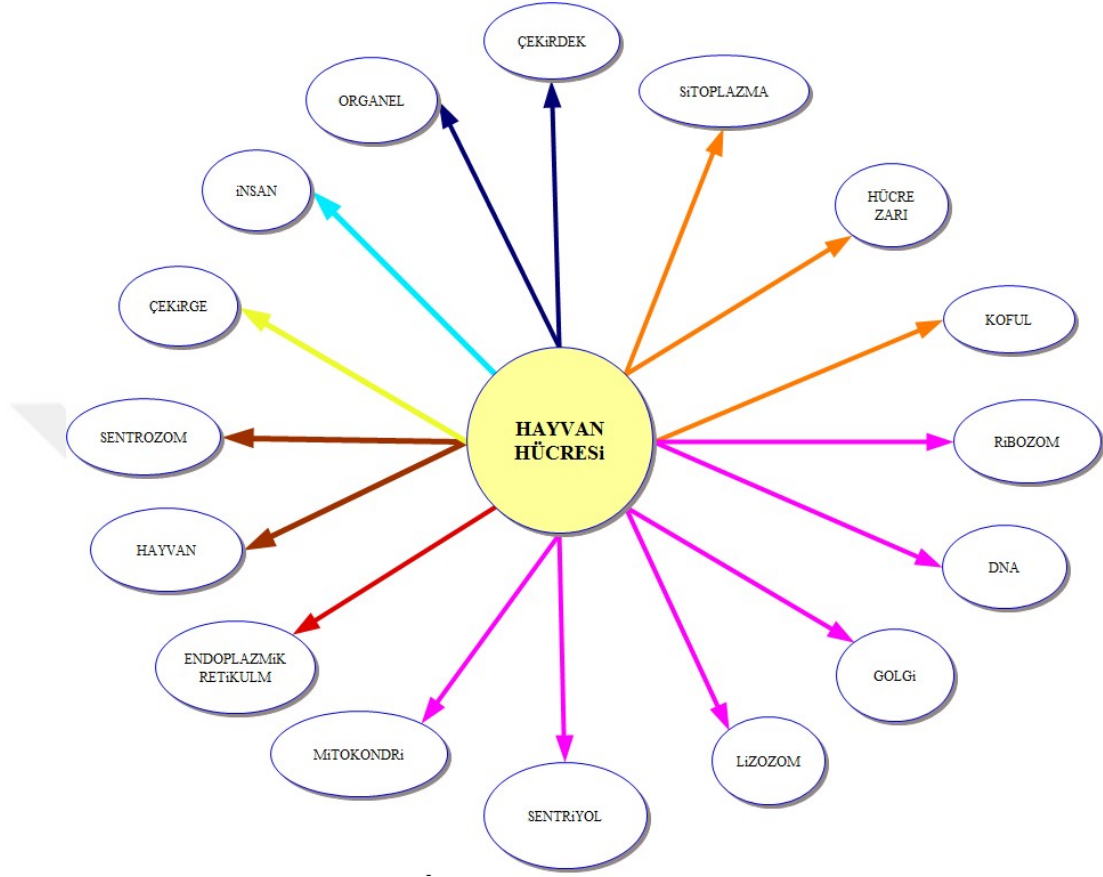 ÇEKiRDEK
SiTOPLAZMA
ORGANEL
iNSAN
HÜCRE
ZARI
ÇEKiRGE
KOFUL
HAYVAN
HÜCRESi
SENTROZOM
RiBOZOM
HAYVAN
DNA
ENDOPLAZMiK
RETiKULM
GOLGi
MiTOKONDRi
LiZOZOM
SENTRiYOL